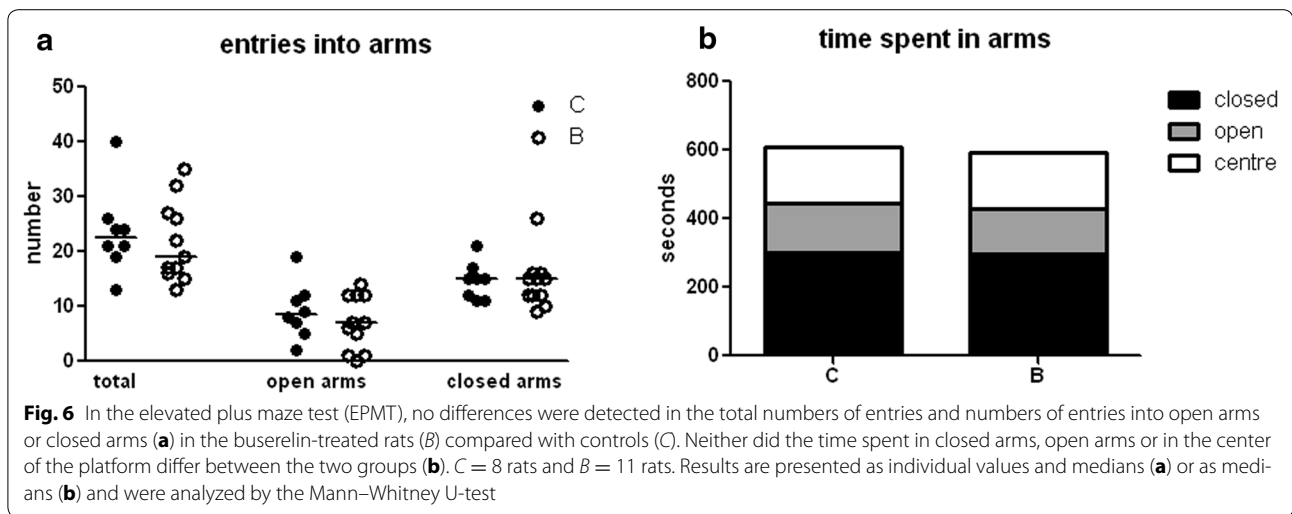 a
entries into arms
50
40
30
20
10
0
number
C
B
total
open arms
closed arms
b
time spent in arms
800
600
400
200
0
seconds
C
B
closed
open
centre
Fig. 6 In the elevated plus maze test (EPMT), no differences were detected in the total numbers of entries and numbers of entries into open arms
or closed arms (a) in the buserelin-treated rats (B) compared with controls (C). Neither did the time spent in closed arms, open arms or in the center
of the platform differ between the two groups (b). C = 8 rats and B = 11 rats. Results are presented as individual values and medians (a) or as medi-
ans (b) and were analyzed by the Mann–Whitney U-test